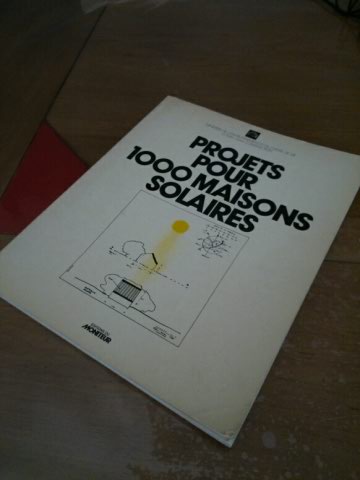 PROJETS
POUR
1000 MAISONS
SOLAIRES
MONITEUR